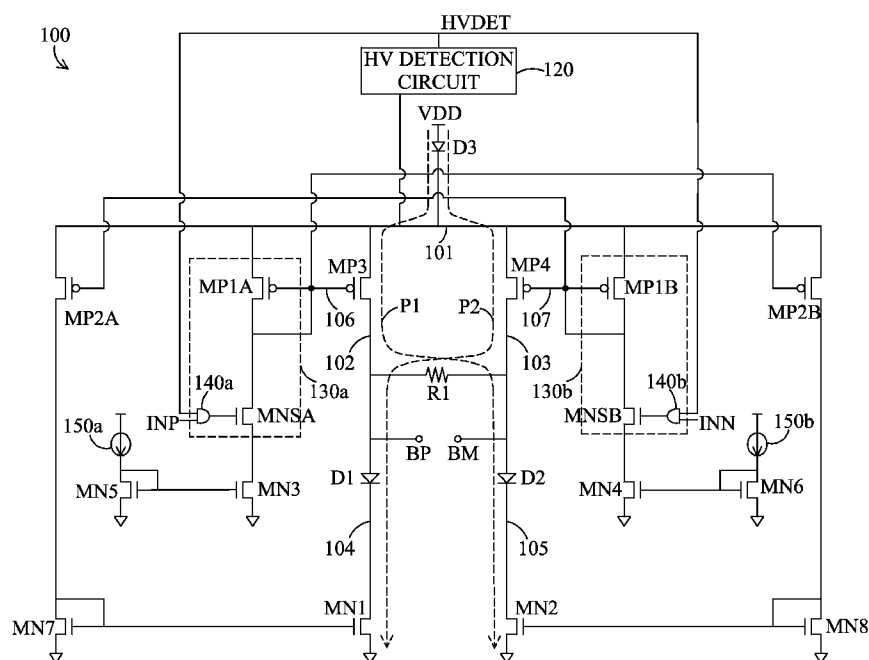 HVDET
100
HV DETECTION
CIRCUIT
120
VDD
D3
101
MP3
MP4
MP1A
MP1B
MP2A
MP2B
106
107
P1
P2
102
103
130a
130b
R1
140a
140b
INP
INN
MNSA
MNSB
150a
150b
BP
BM
D1
D2
MN5
MN3
MN4
MN6
104
105
MN7
MN1
MN2
MN8